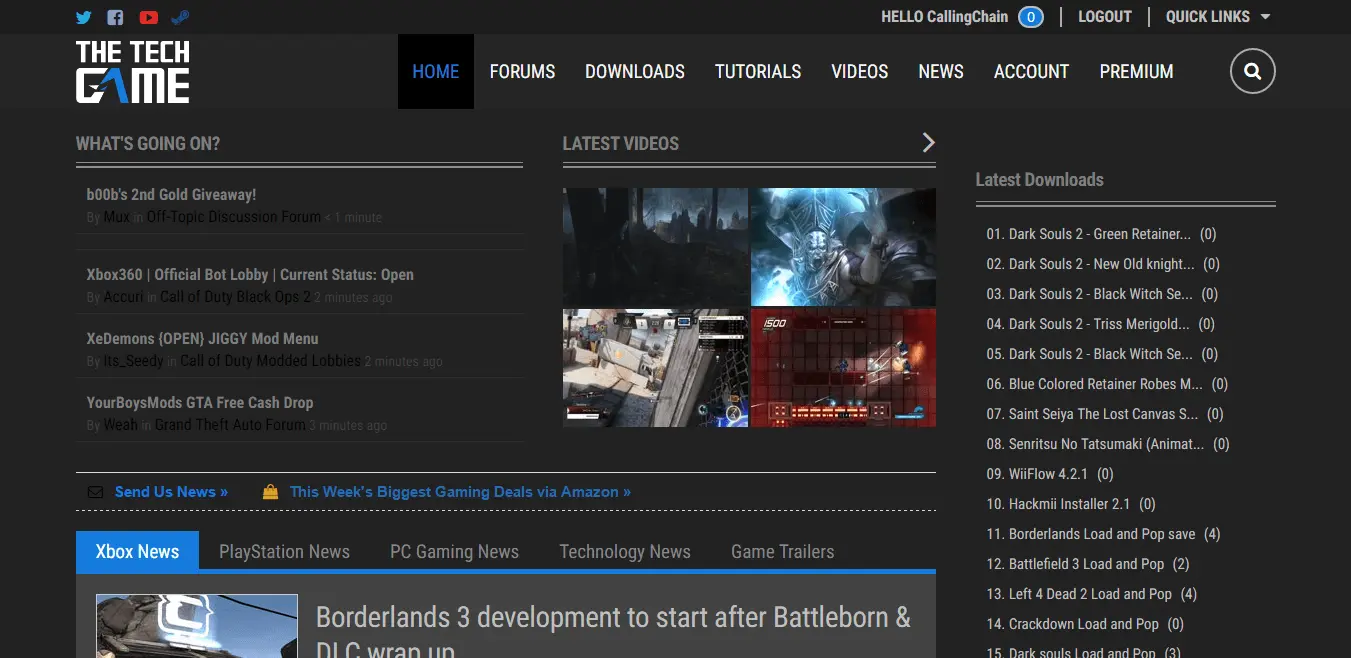 HELLO CallingChain 0 LOGOUT QUICK LINKS
THE TECH
GAME
HOME FORUMS DOWNLOADS TUTORIALS VIDEOS NEWS ACCOUNT PREMIUM
WHAT'S GOING ON?
b00b's 2nd Gold Giveaway!
By Mux in Off-Topic Discussion Forum < 1 minute
Xbox360 | Official Bot Lobby | Current Status: Open
By Accuri in Call of Duty Black Ops 2 2 minutes ago
XeDemons {OPEN} JIGGY Mod Menu
By Its_Seedy in Call of Duty Modded Lobbies 2 minutes ago
YourBoysMods GTA Free Cash Drop
By Weah in Grand Theft Auto Forum 3 minutes ago
LATEST VIDEOS
1500
Latest Downloads
01. Dark Souls 2 - Green Retainer... (0)
02. Dark Souls 2 - New Old knight... (0)
03. Dark Souls 2 - Black Witch Se... (0)
04. Dark Souls 2 - Triss Merigold... (0)
05. Dark Souls 2 - Black Witch Se... (0)
06. Blue Colored Retainer Robes M... (0)
07. Saint Seiya The Lost Canvas S... (0)
08. Senritsu No Tatsumaki (Animat... (0)
09. WiiFlow 4.2.1 (0)
10. Hackmii Installer 2.1 (0)
11. Borderlands Load and Pop save (4)
12. Battlefield 3 Load and Pop (2)
13. Left 4 Dead 2 Load and Pop (4)
14. Crackdown Load and Pop (0)
15. Dark souls Load and Pop (3)
Send Us News » This Week's Biggest Gaming Deals via Amazon »
Xbox News PlayStation News PC Gaming News Technology News Game Trailers
Borderlands 3 development to start after Battleborn &
DLC wrap up